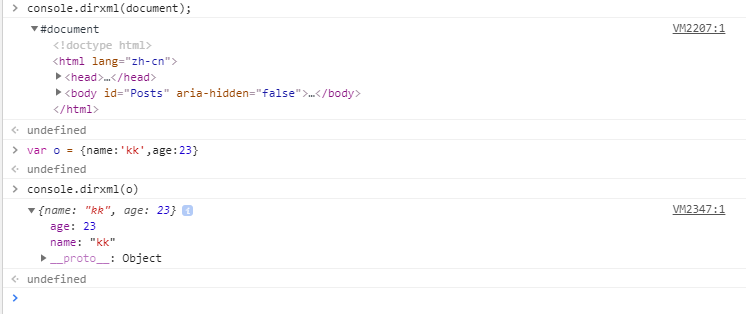 console.dirxml(document);
#document VM2207:1
<!doctype html>
<html lang="zh-cn">
<head>…</head>
<body id="Posts" aria-hidden="false">…</body>
</html>
undefined
var o = {name:'kk',age:23}
undefined
console.dirxml(o)
{name: "kk", age: 23} VM2347:1
age: 23
name: "kk"
__proto__: Object
undefined